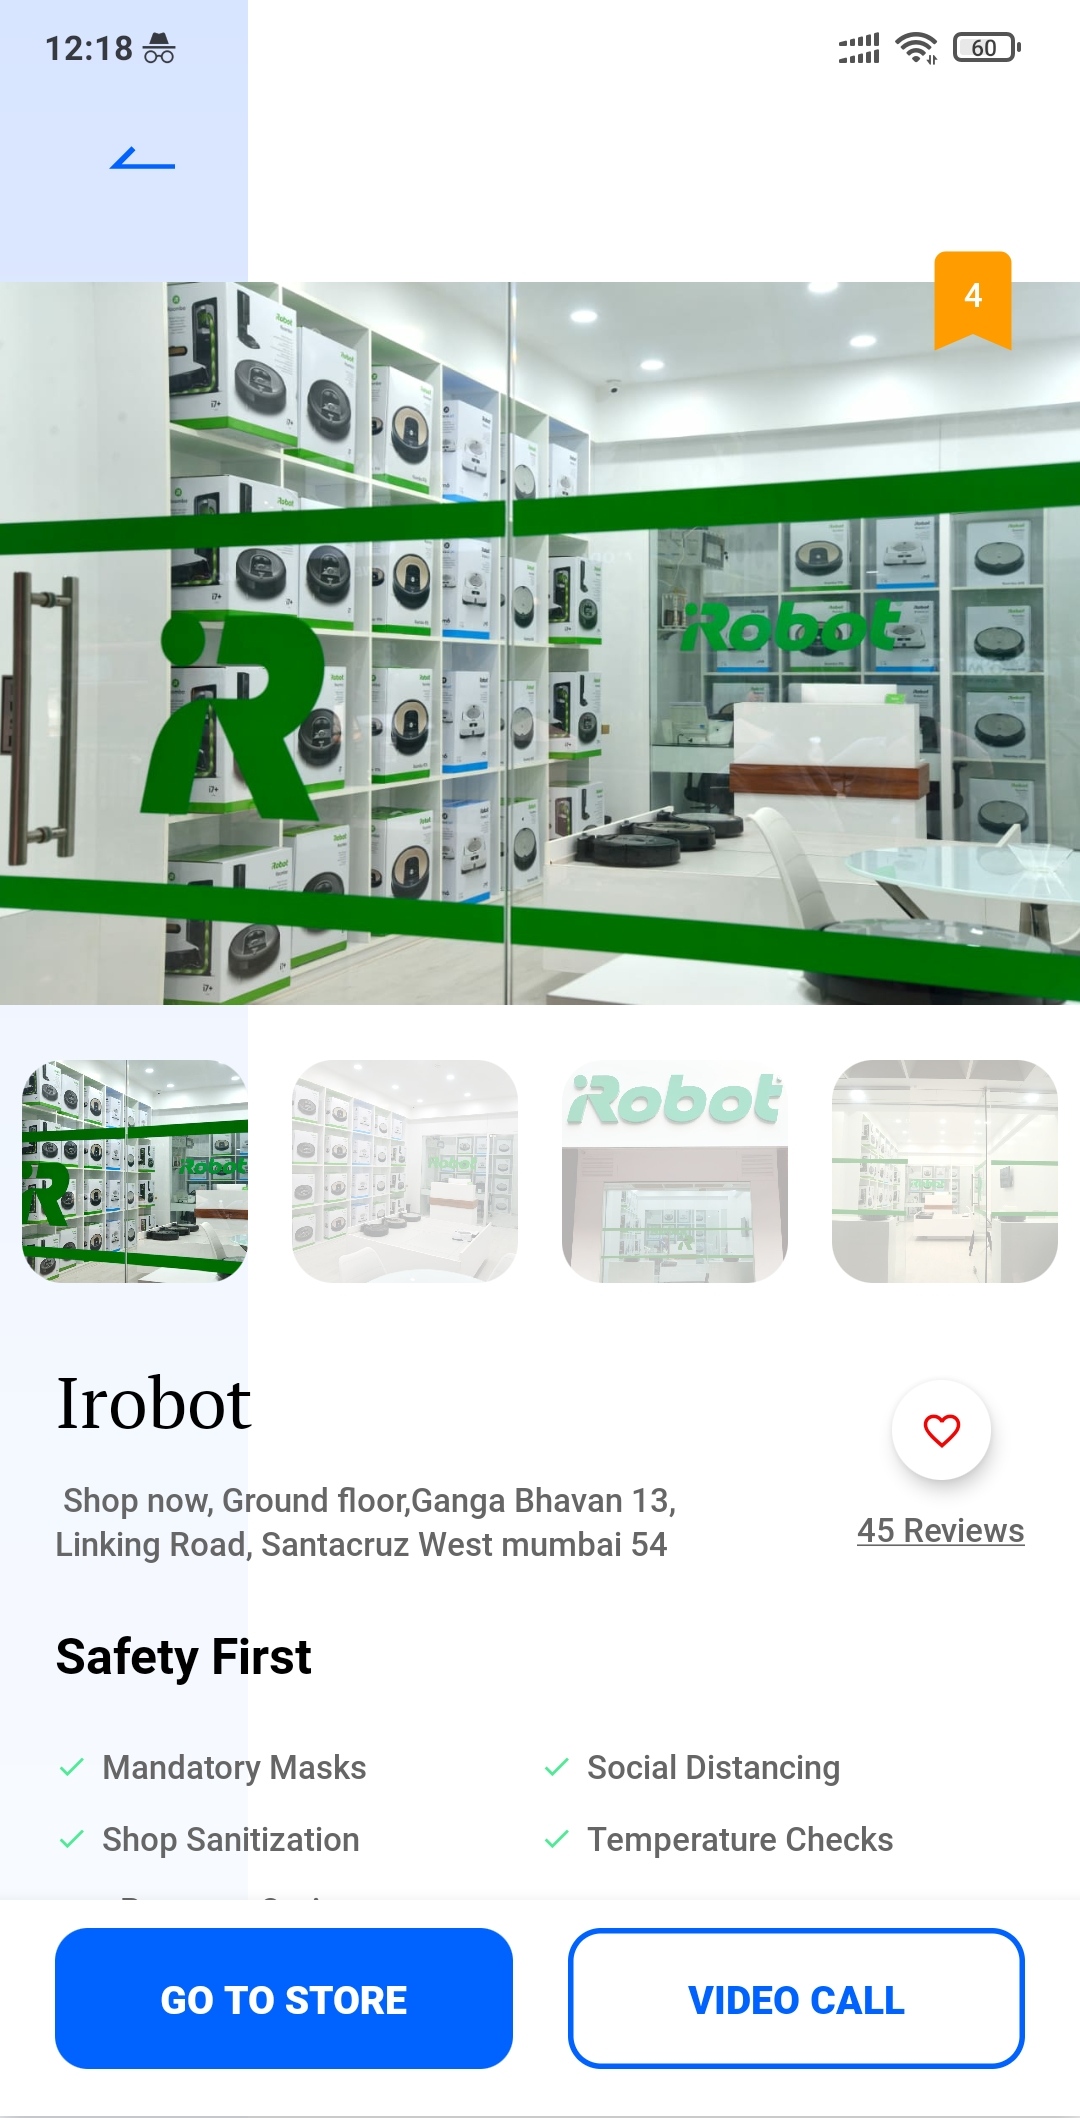 12:18
60
4
iRobot
iRobot
Irobot
Shop now, Ground floor,Ganga Bhavan 13,
Linking Road, Santacruz West mumbai 54
45 Reviews
Safety First
Mandatory Masks
Social Distancing
Shop Sanitization
Temperature Checks
GO TO STORE
VIDEO CALL